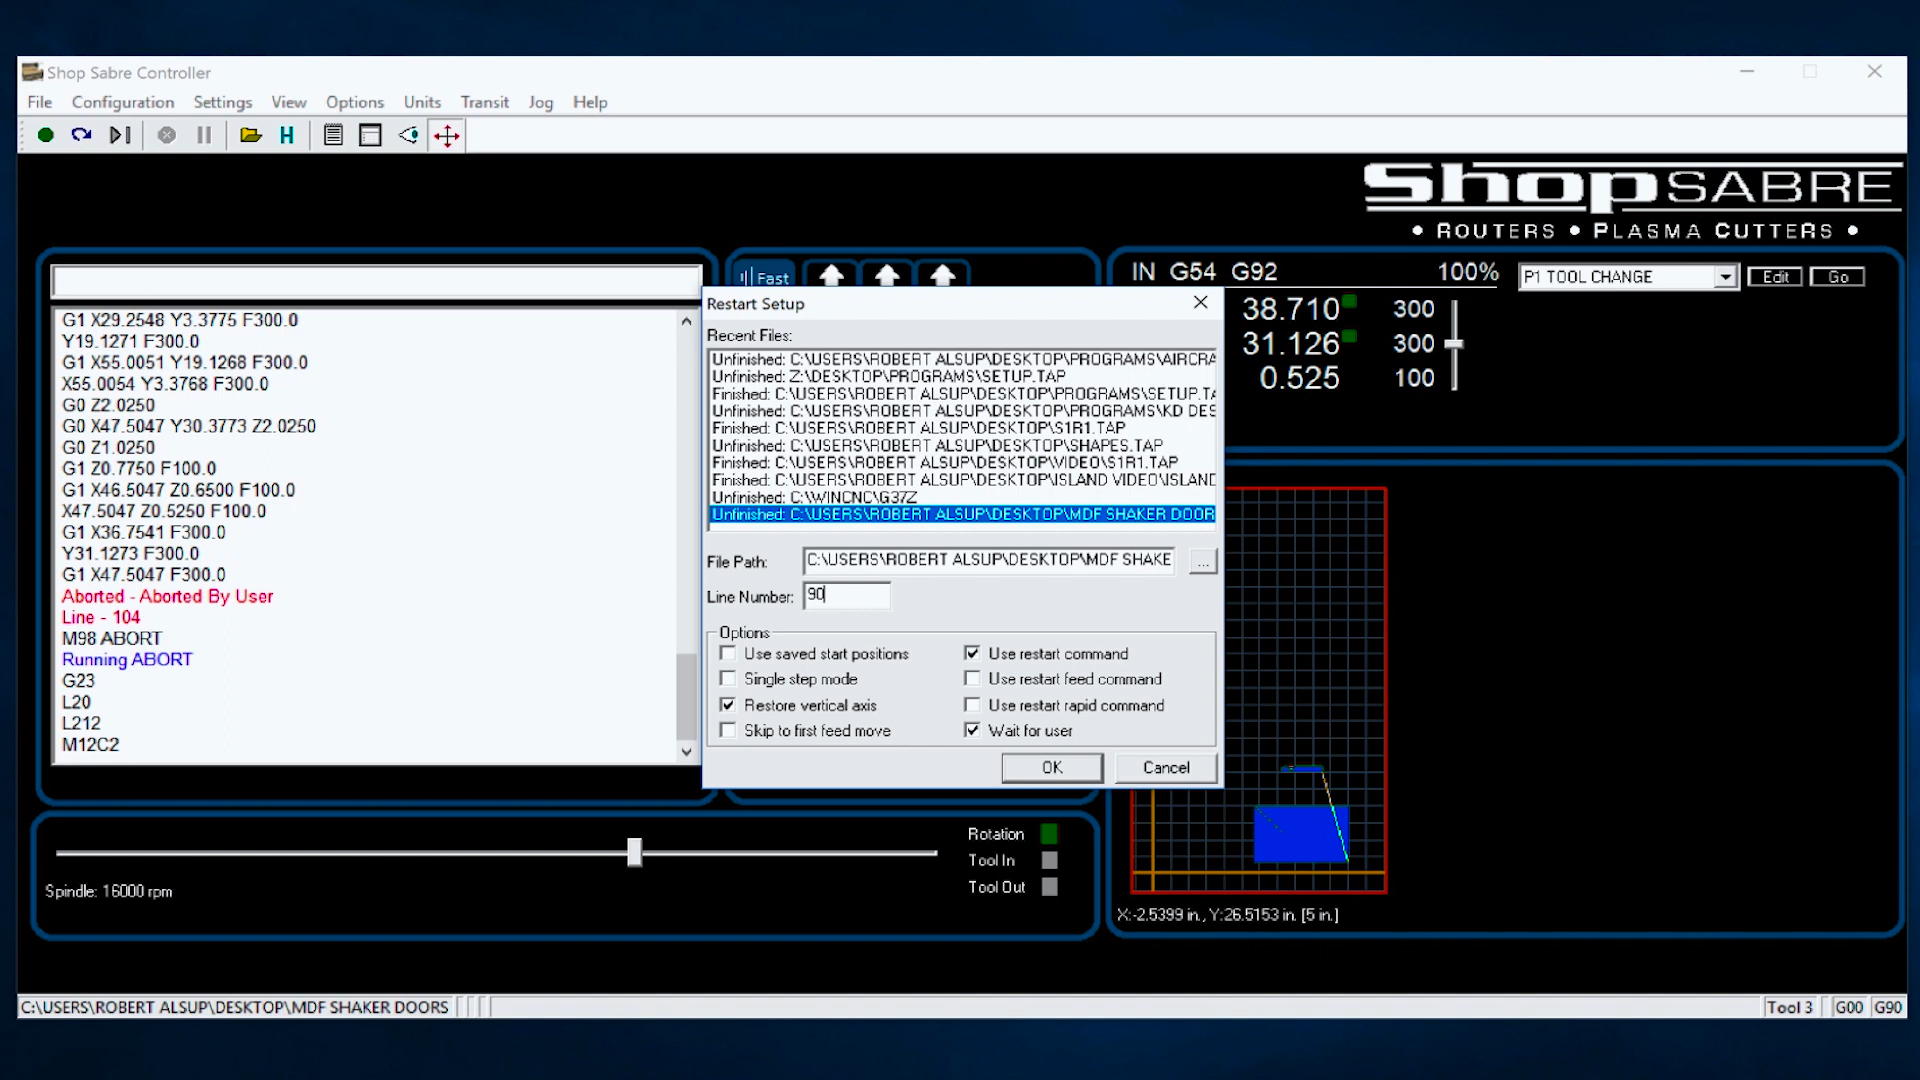 Shop Sabre Controller
File Configuration Settings View Options Units Transit Jog Help
H
ShopSABRE
• ROUTERS • PLASMA CUTTERS •
Fast
IN G54 G92 100%
P1 TOOL CHANGE Edit Go
38.710 300
31.126 300
0.525 100
G1 X29.2548 Y3.3775 F300.0
Y19.1271 F300.0
G1 X55.0051 Y19.1268 F300.0
X55.0054 Y3.3768 F300.0
G0 Z2.0250
G0 X47.5047 Y30.3773 Z2.0250
G0 Z1.0250
G1 Z0.7750 F100.0
G1 X46.5047 Z0.6500 F100.0
X47.5047 Z0.5250 F100.0
G1 X36.7541 F300.0
Y31.1273 F300.0
G1 X47.5047 F300.0
Aborted - Aborted By User
Line - 104
M98 ABORT
Running ABORT
G23
L20
L212
M12C2
Restart Setup
Recent Files:
Unfinished: C:\USERS\ROBERT ALSUP\DESKTOP\PROGRAMS\AIRCRA
Unfinished: Z:\DESKTOP\PROGRAMS\SETUP.TAP
Finished: C:\USERS\ROBERT ALSUP\DESKTOP\PROGRAMS\SETUP.TA
Unfinished: C:\USERS\ROBERT ALSUP\DESKTOP\PROGRAMS\KD DES
Finished: C:\USERS\ROBERT ALSUP\DESKTOP\S1R1.TAP
Unfinished: C:\USERS\ROBERT ALSUP\DESKTOP\SHAPES.TAP
Finished: C:\USERS\ROBERT ALSUP\DESKTOP\VIDEO\S1R1.TAP
Finished: C:\USERS\ROBERT ALSUP\DESKTOP\ISLAND VIDEO\ISLAND
Unfinished: C:\WINCNC\G37Z
Unfinished: C:\USERS\ROBERT ALSUP\DESKTOP\MDF SHAKER DOOR
File Path: C:\USERS\ROBERT ALSUP\DESKTOP\MDF SHAKE ...
Line Number: 90
Options
Use saved start positions Use restart command
Single step mode Use restart feed command
Restore vertical axis Use restart rapid command
Skip to first feed move Wait for user
OK Cancel
Rotation
Tool In
Tool Out
Spindle: 16000 rpm
X:-2.5399 in., Y:26.5153 in. [5 in.]
C:\USERS\ROBERT ALSUP\DESKTOP\MDF SHAKER DOORS Tool 3 G00 G90